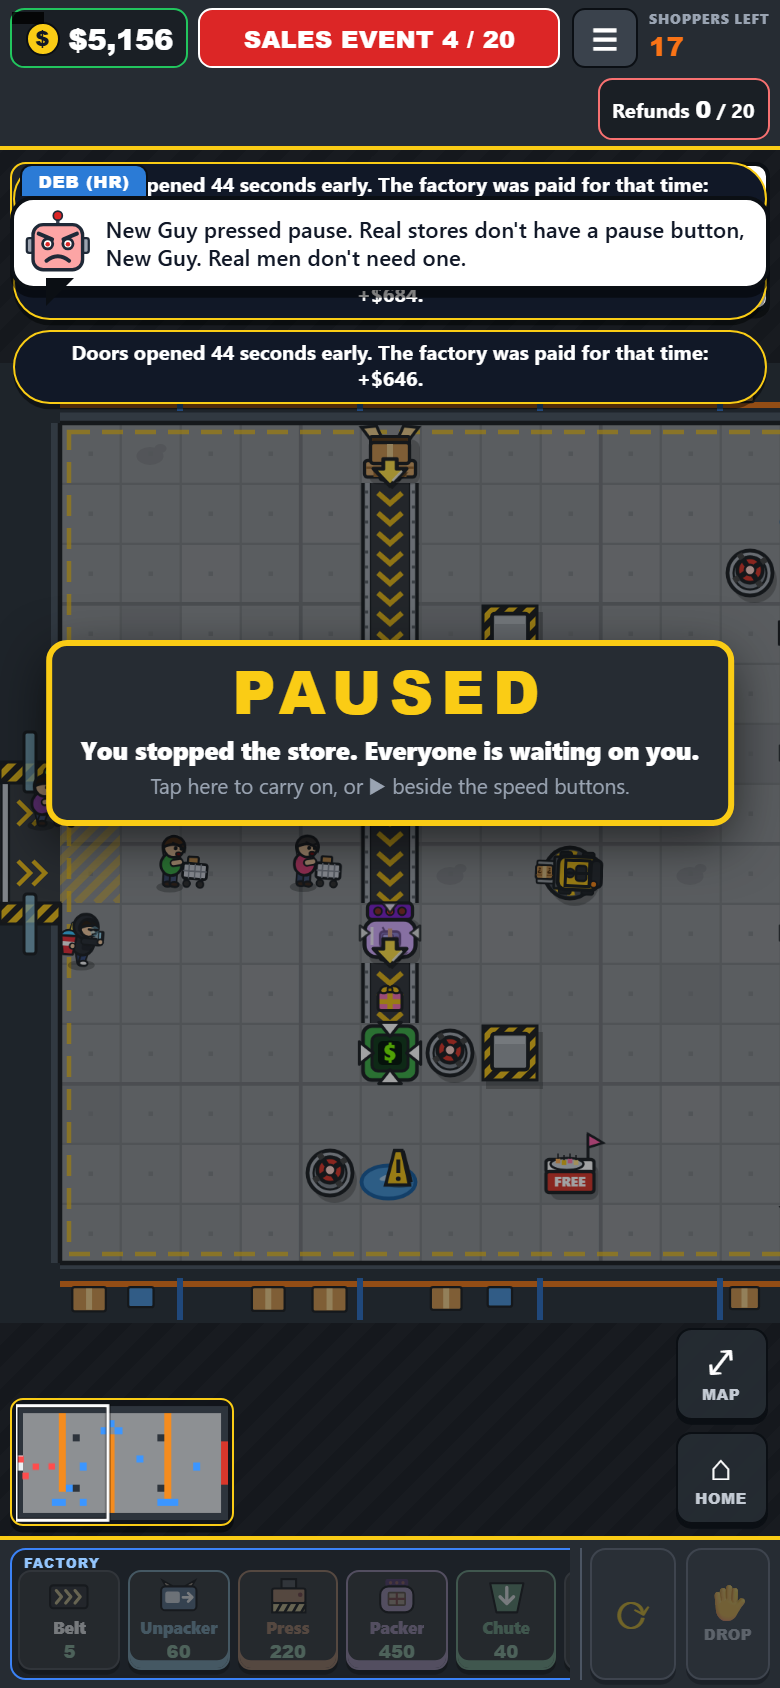 $5,156
SALES EVENT 4 / 20
SHOPPERS LEFT
17
Refunds 0 / 20
DEB (HR)
pened 44 seconds early. The factory was paid for that time:
New Guy pressed pause. Real stores don't have a pause button,
New Guy. Real men don't need one.
+$684.
Doors opened 44 seconds early. The factory was paid for that time:
+$646.
PAUSED
You stopped the store. Everyone is waiting on you.
Tap here to carry on, or ▶ beside the speed buttons.
$
FREE
MAP
HOME
FACTORY
Belt
5
Unpacker
60
Press
220
Packer
450
Chute
40
DROP